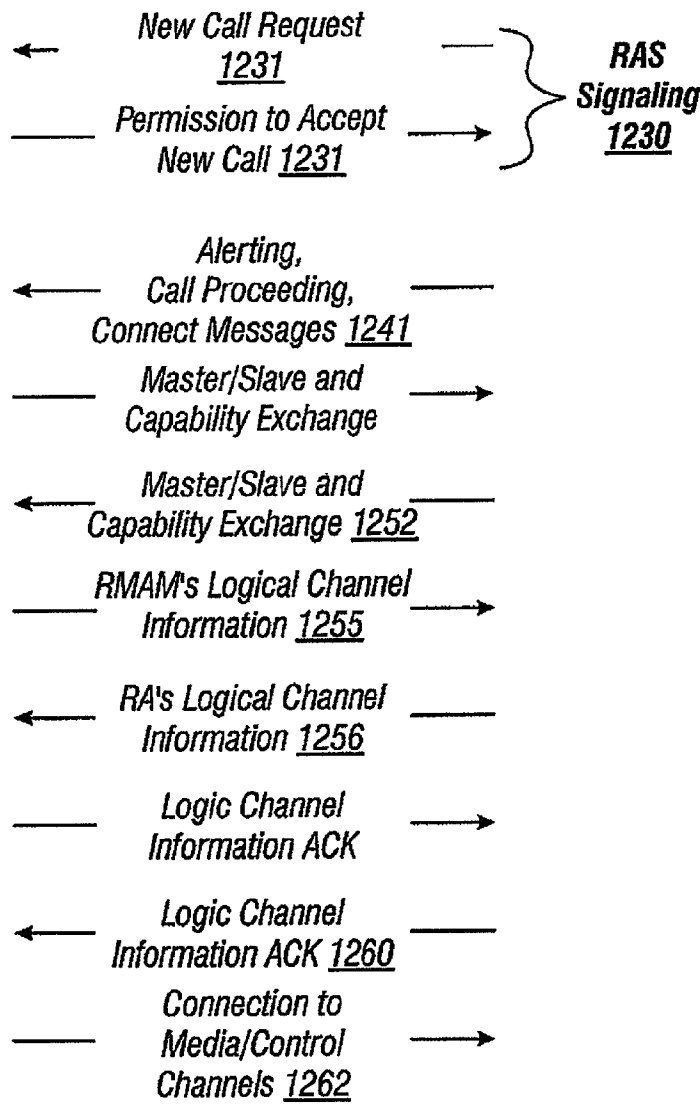 New Call Request
1231
Permission to Accept
New Call 1231
RAS
Signaling
1230
Alerting,
Call Proceeding,
Connect Messages 1241
Master/Slave and
Capability Exchange
Master/Slave and
Capability Exchange 1252
RMAM's Logical Channel
Information 1255
RA's Logical Channel
Information 1256
Logic Channel
Information ACK
Logic Channel
Information ACK 1260
Connection to
Media/Control
Channels 1262